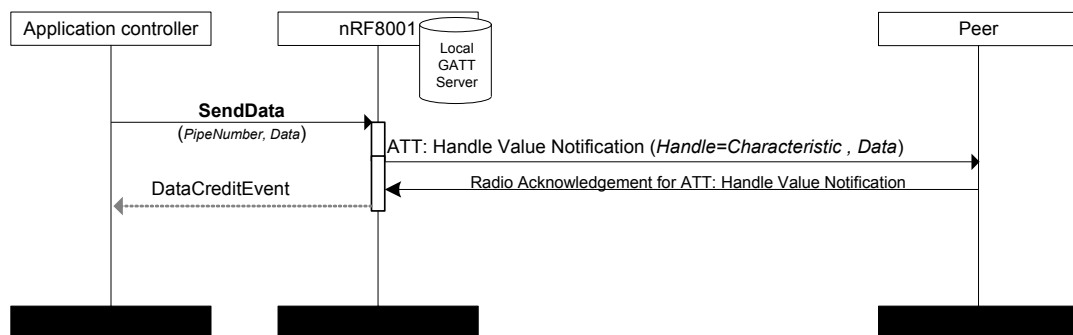 Application controller
nRF8001
Peer
Local
GATT
Server
SendData
(PipeNumber, Data)
ATT: Handle Value Notification (Handle=Characteristic , Data)
DataCreditEvent
Radio Acknowledgement for ATT: Handle Value Notification